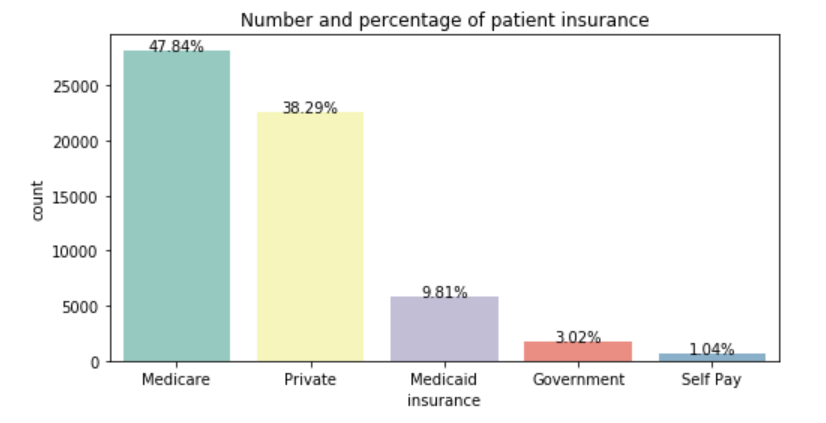 Number and percentage of patient insurance
47.84%
38.29%
9.81%
3.02%
1.04%
25000
20000
15000
10000
5000
0
count
Medicare Private Medicaid Government Self Pay
insurance